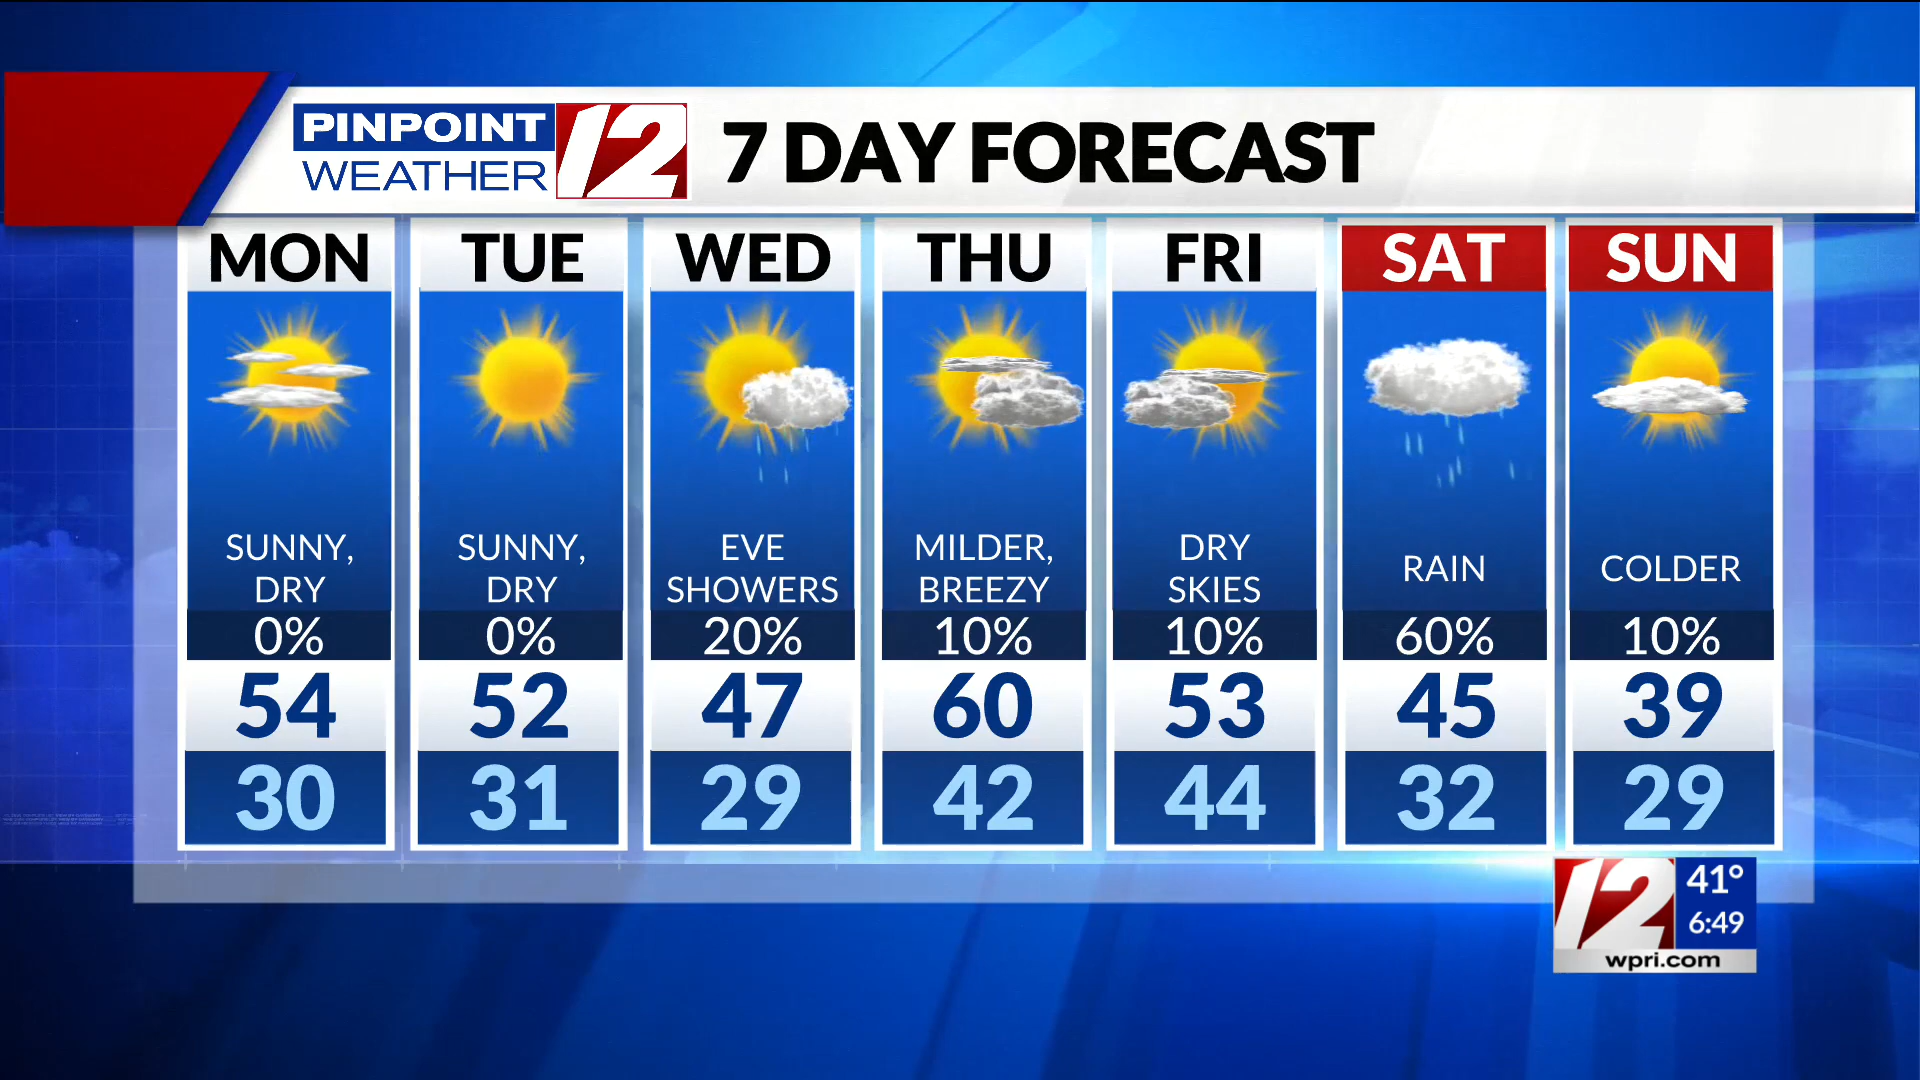 PINPOINT
WEATHER
12
7 DAY FORECAST
MON
TUE
WED
THU
FRI
SAT
SUN
SUNNY,
DRY
SUNNY,
DRY
EVE
SHOWERS
MILDER,
BREEZY
DRY
SKIES
RAIN
COLDER
0%
0%
20%
10%
10%
60%
10%
54
52
47
60
53
45
39
30
31
29
42
44
32
29
12
41°
6:49
wpri.com